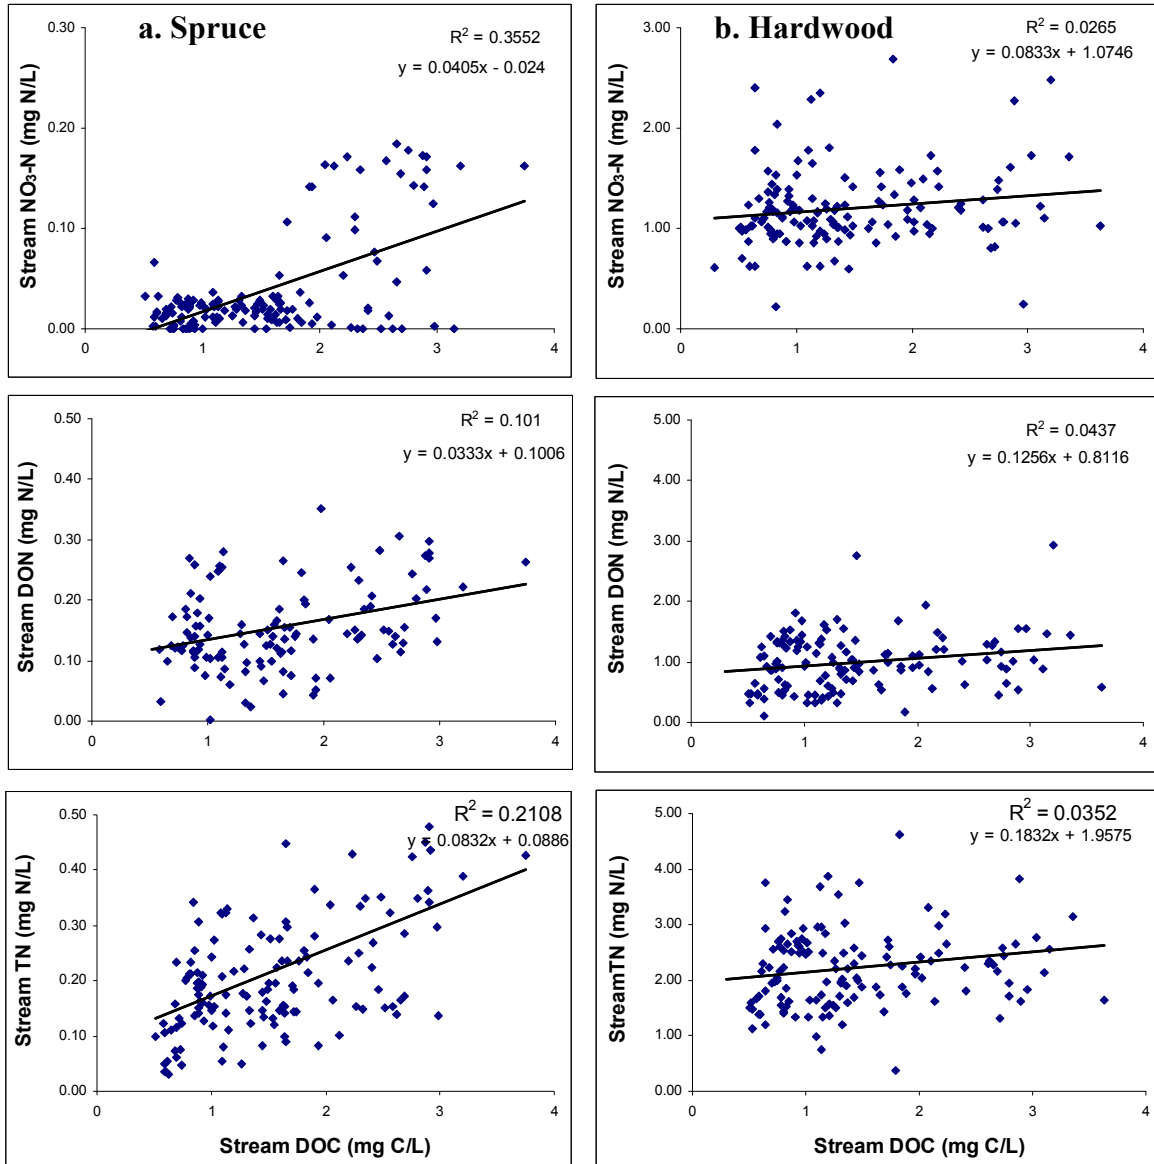 a. Spruce
R² = 0.3552
y = 0.0405x - 0.024
Stream NO₃-N (mg N/L)
0.30
0.20
0.10
0.00
0 1 2 3 4
b. Hardwood
R² = 0.0265
y = 0.0833x + 1.0746
Stream NO₃-N (mg N/L)
3.00
2.00
1.00
0.00
0 1 2 3 4
R² = 0.101
y = 0.0333x + 0.1006
Stream DON (mg N/L)
0.50
0.40
0.30
0.20
0.10
0.00
0 1 2 3 4
R² = 0.0437
y = 0.1256x + 0.8116
Stream DON (mg N/L)
5.00
4.00
3.00
2.00
1.00
0.00
0 1 2 3 4
R² = 0.2108
y = 0.0832x + 0.0886
Stream TN (mg N/L)
0.50
0.40
0.30
0.20
0.10
0.00
0 1 2 3 4
Stream DOC (mg C/L)
R² = 0.0352
y = 0.1832x + 1.9575
StreamTN (mg N/L)
5.00
4.00
3.00
2.00
1.00
0.00
0 1 2 3 4
Stream DOC (mg C/L)